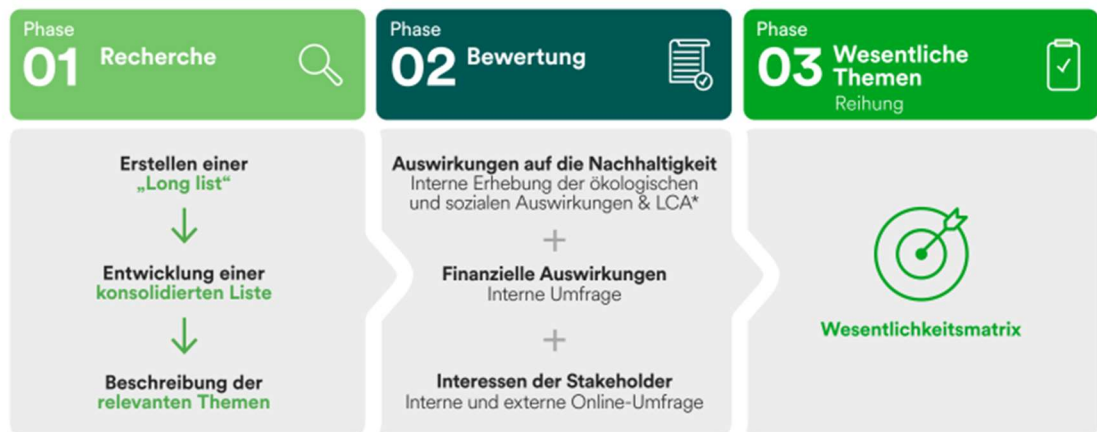 Phase
01 Recherche
Erstellen einer
„Long list“
Entwicklung einer
konsolidierten Liste
Beschreibung der
relevanten Themen
Phase
02 Bewertung
Auswirkungen auf die Nachhaltigkeit
Interne Erhebung der ökologischen
und sozialen Auswirkungen & LCA*
+
Finanzielle Auswirkungen
Interne Umfrage
+
Interessen der Stakeholder
Interne und externe Online-Umfrage
Phase
03 Wesentliche
Themen
Reihung
Wesentlichkeitsmatrix